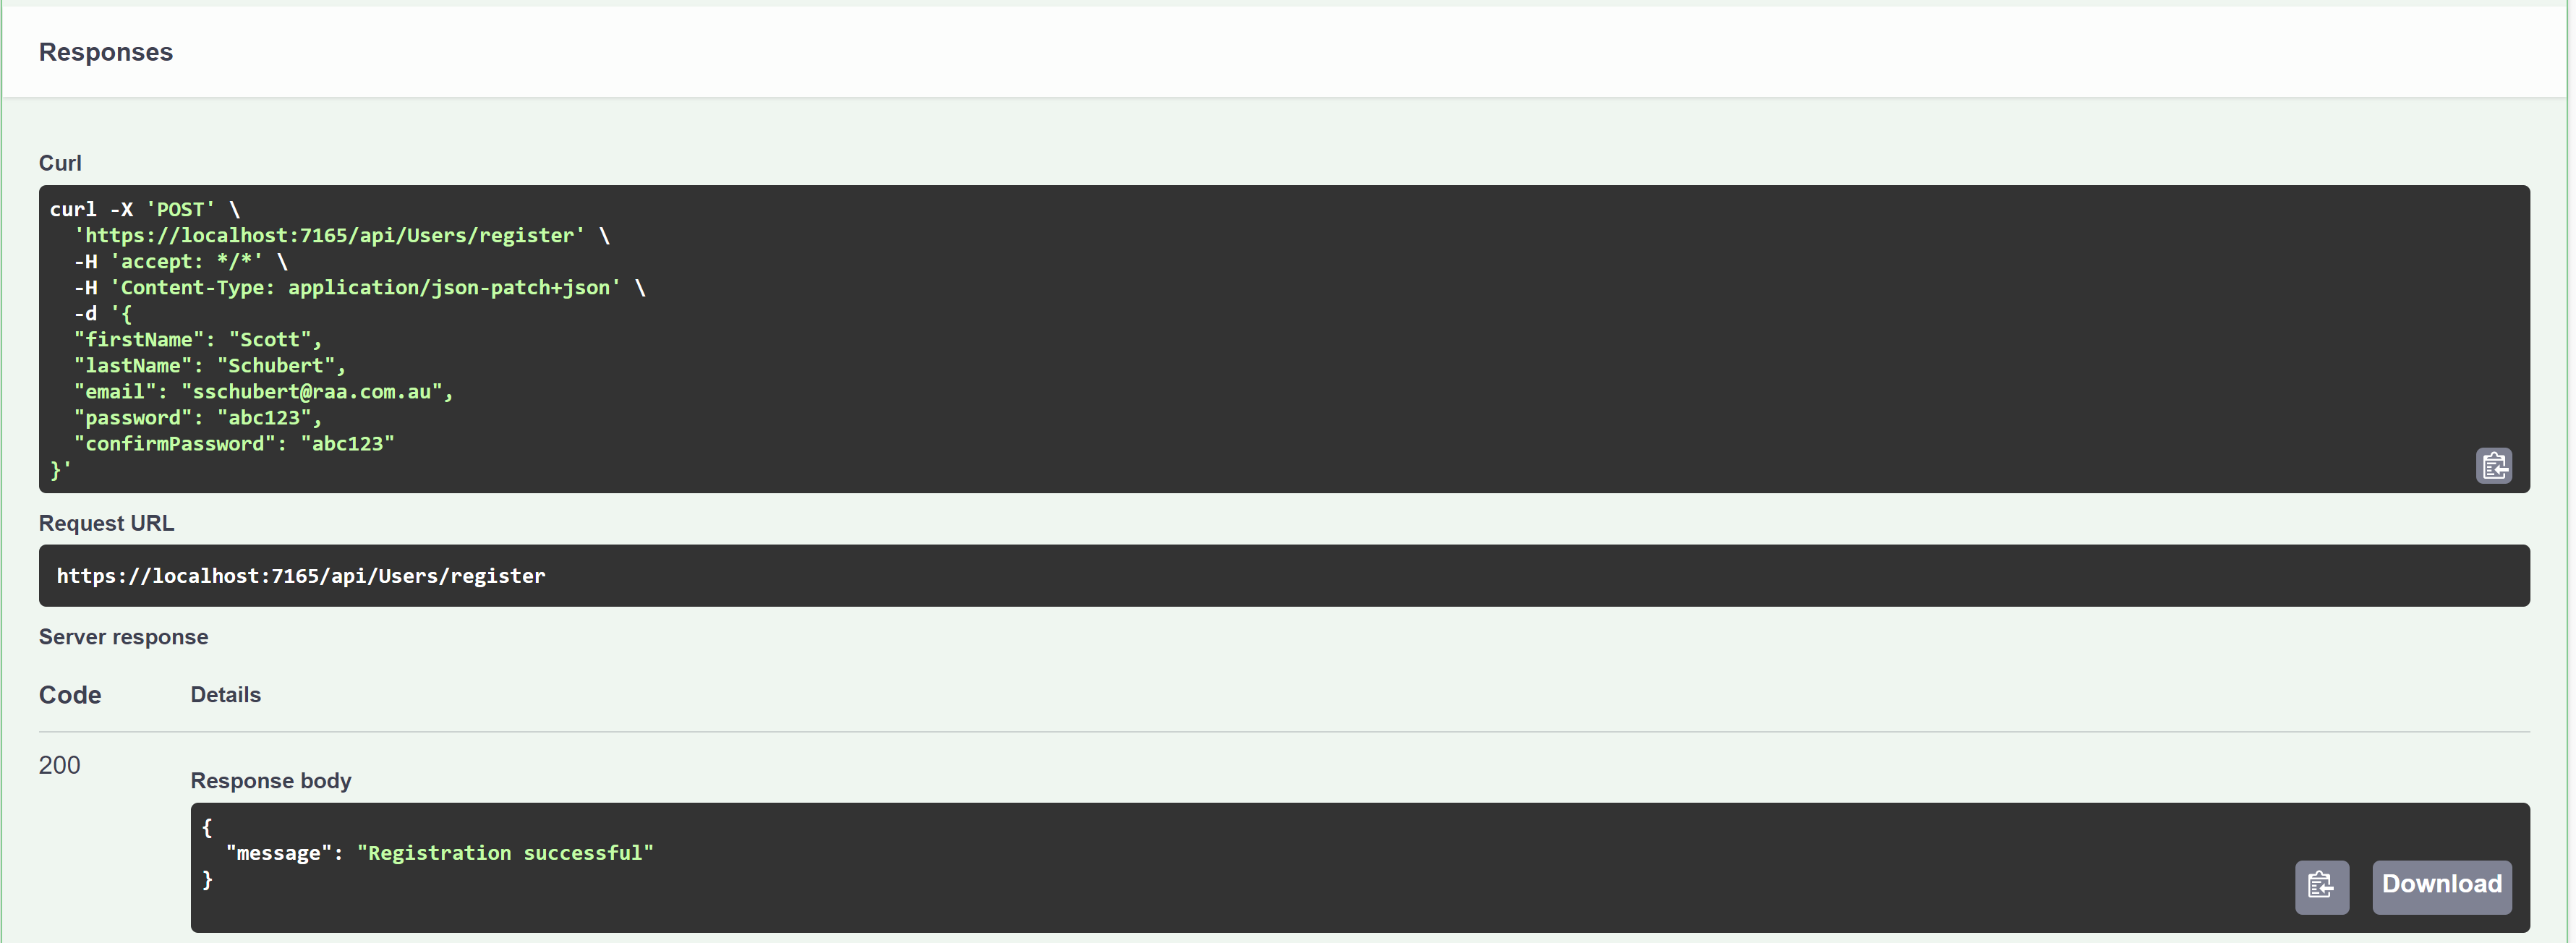 Responses
Curl
curl -X 'POST' \
  'https://localhost:7165/api/Users/register' \
  -H 'accept: */*' \
  -H 'Content-Type: application/json-patch+json' \
  -d '{
  "firstName": "Scott",
  "lastName": "Schubert",
  "email": "sschubert@raa.com.au",
  "password": "abc123",
  "confirmPassword": "abc123"
}'
Request URL
https://localhost:7165/api/Users/register
Server response
Code Details
200
Response body
{
  "message": "Registration successful"
}
Download